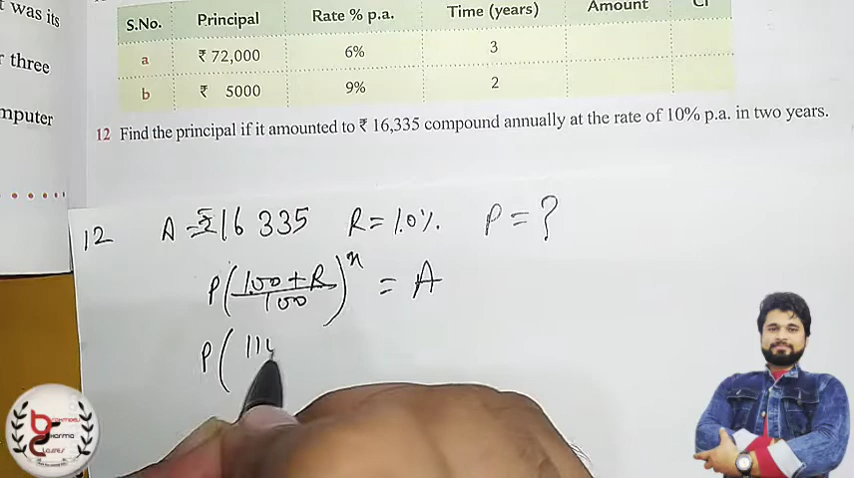 t was its
r three
mputer
S.No. Principal Rate % p.a. Time (years) Amount CI
a ₹ 72,000 6% 3
b ₹ 5000 9% 2
12 Find the principal if it amounted to ₹ 16,335 compound annually at the rate of 10% p.a. in two years.
12 A = ₹16 335 R = 10% P = ?
P(100+R/100)^n = A
P( 11